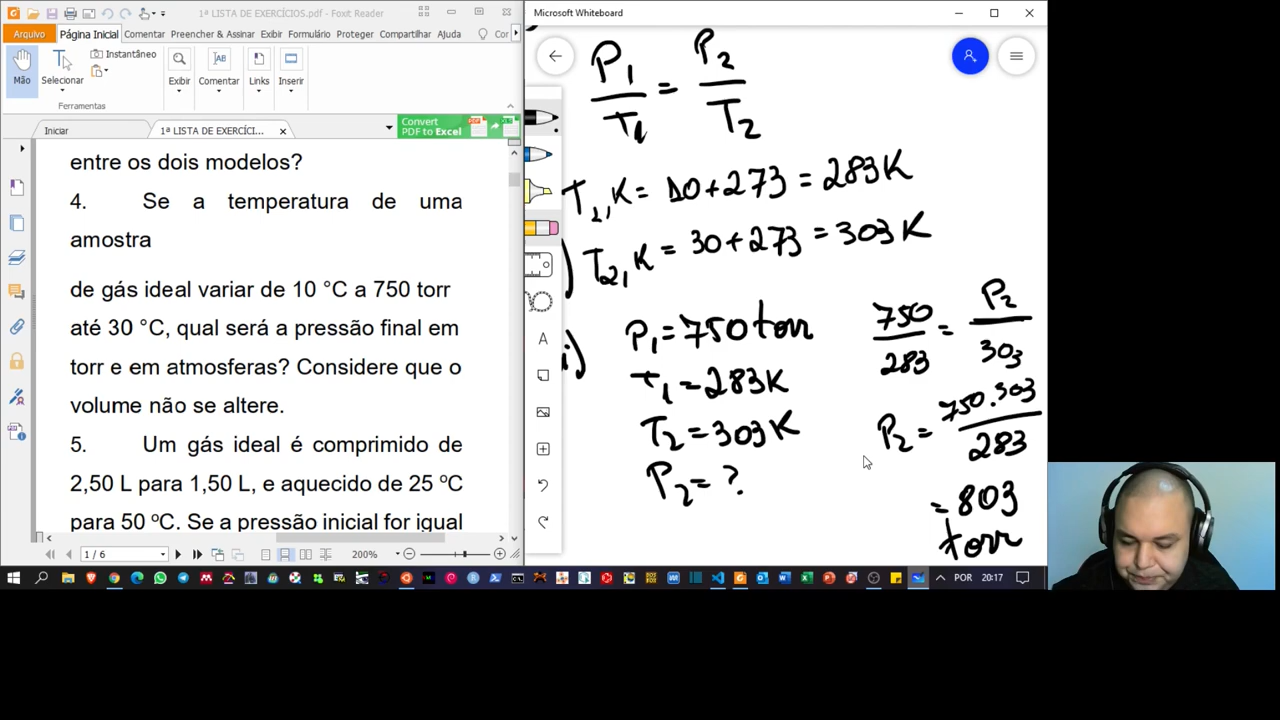 1ª LISTA DE EXERCÍCIOS.pdf - Foxit Reader
Arquivo Página Inicial Comentar Preencher & Assinar Exibir Formulário Proteger Compartilhar Ajuda Cor
Mão
Selecionar
Instantâneo
Exibir
Comentar
Links
Inserir
Ferramentas
Iniciar
1ª LISTA DE EXERCÍCI...
Convert
PDF to Excel
entre os dois modelos?
4. Se a temperatura de uma
amostra
de gás ideal variar de 10 °C a 750 torr
até 30 °C, qual será a pressão final em
torr e em atmosferas? Considere que o
volume não se altere.
5. Um gás ideal é comprimido de
2,50 L para 1,50 L, e aquecido de 25 ºC
para 50 ºC. Se a pressão inicial for igual
1 / 6
200%
Microsoft Whiteboard
P1/T1 = P2/T2
T1, K = 10+273 = 283K
i) T2, K = 30+273 = 303K
ii) P1 = 750 torr
T1 = 283K
T2 = 303K
P2 = ?
750/283 = P2/303
P2 = 750.303/283
= 803
torr
POR 20:17